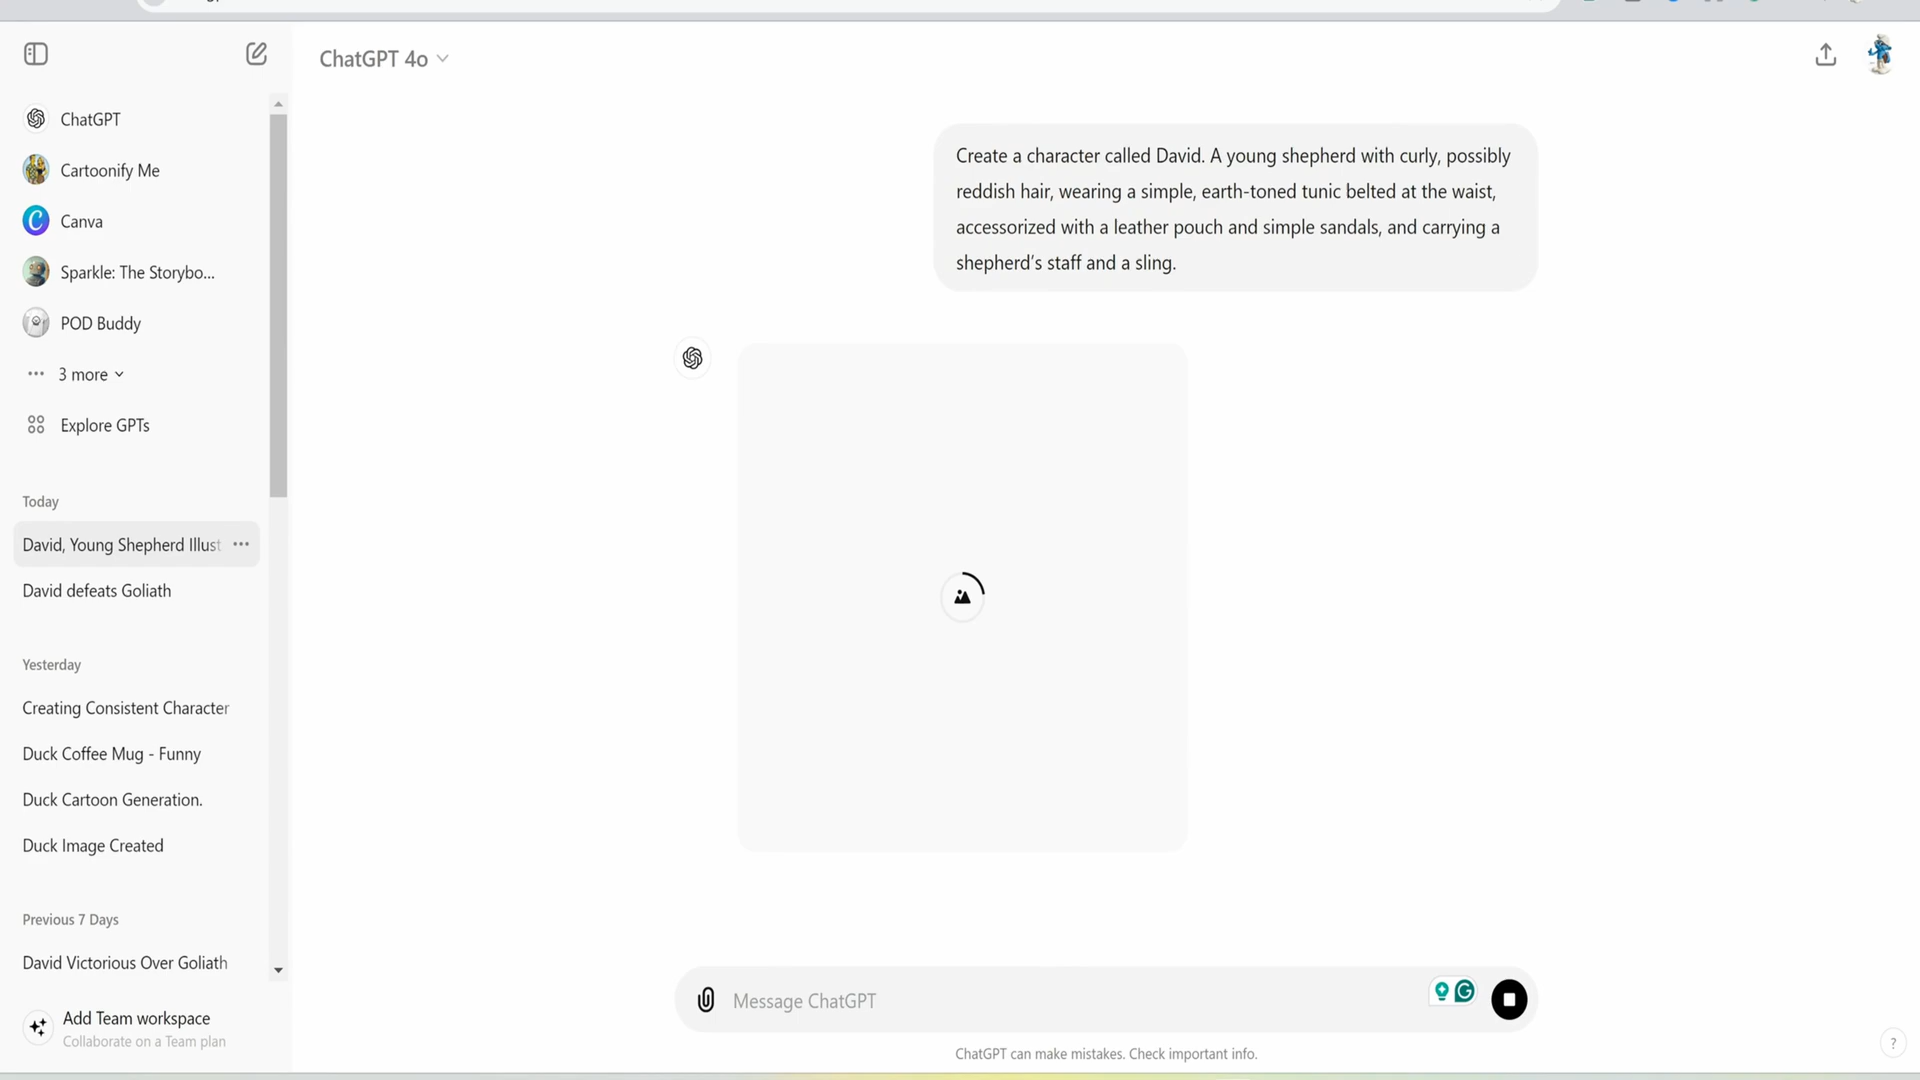 ChatGPT 4o
ChatGPT
Cartoonify Me
Canva
Sparkle: The Storybo...
POD Buddy
3 more
Explore GPTs
Today
David, Young Shepherd Illust
David defeats Goliath
Yesterday
Creating Consistent Character
Duck Coffee Mug - Funny
Duck Cartoon Generation.
Duck Image Created
Previous 7 Days
David Victorious Over Goliath
Add Team workspace
Collaborate on a Team plan
Create a character called David. A young shepherd with curly, possibly
reddish hair, wearing a simple, earth-toned tunic belted at the waist,
accessorized with a leather pouch and simple sandals, and carrying a
shepherd’s staff and a sling.
Message ChatGPT
ChatGPT can make mistakes. Check important info.
?